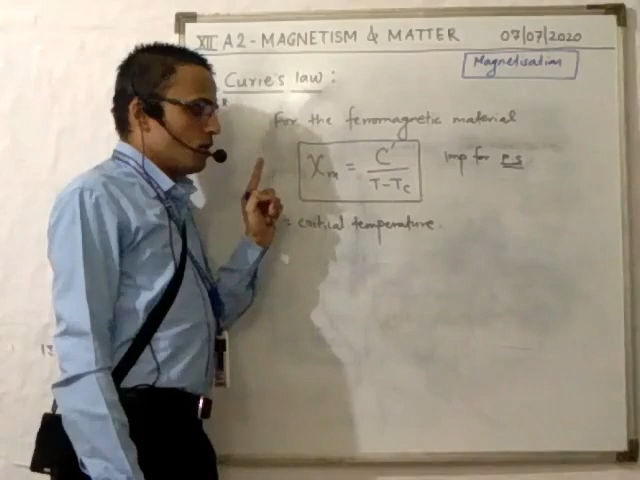 XII A2 - MAGNETISM & MATTER 07/07/2020
Magnetisation
Curie's law :
For the ferromagnetic material
χm = C' / T - Tc Imp for P.S
= critical temperature.